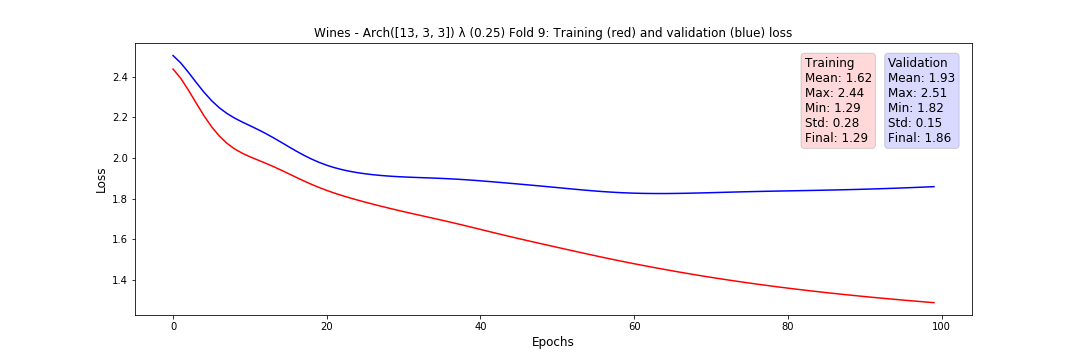 Wines - Arch([13, 3, 3]) λ (0.25) Fold 9: Training (red) and validation (blue) loss
Training
Mean: 1.62
Max: 2.44
Min: 1.29
Std: 0.28
Final: 1.29
Validation
Mean: 1.93
Max: 2.51
Min: 1.82
Std: 0.15
Final: 1.86
Loss
2.4
2.2
2.0
1.8
1.6
1.4
0 20 40 60 80 100
Epochs